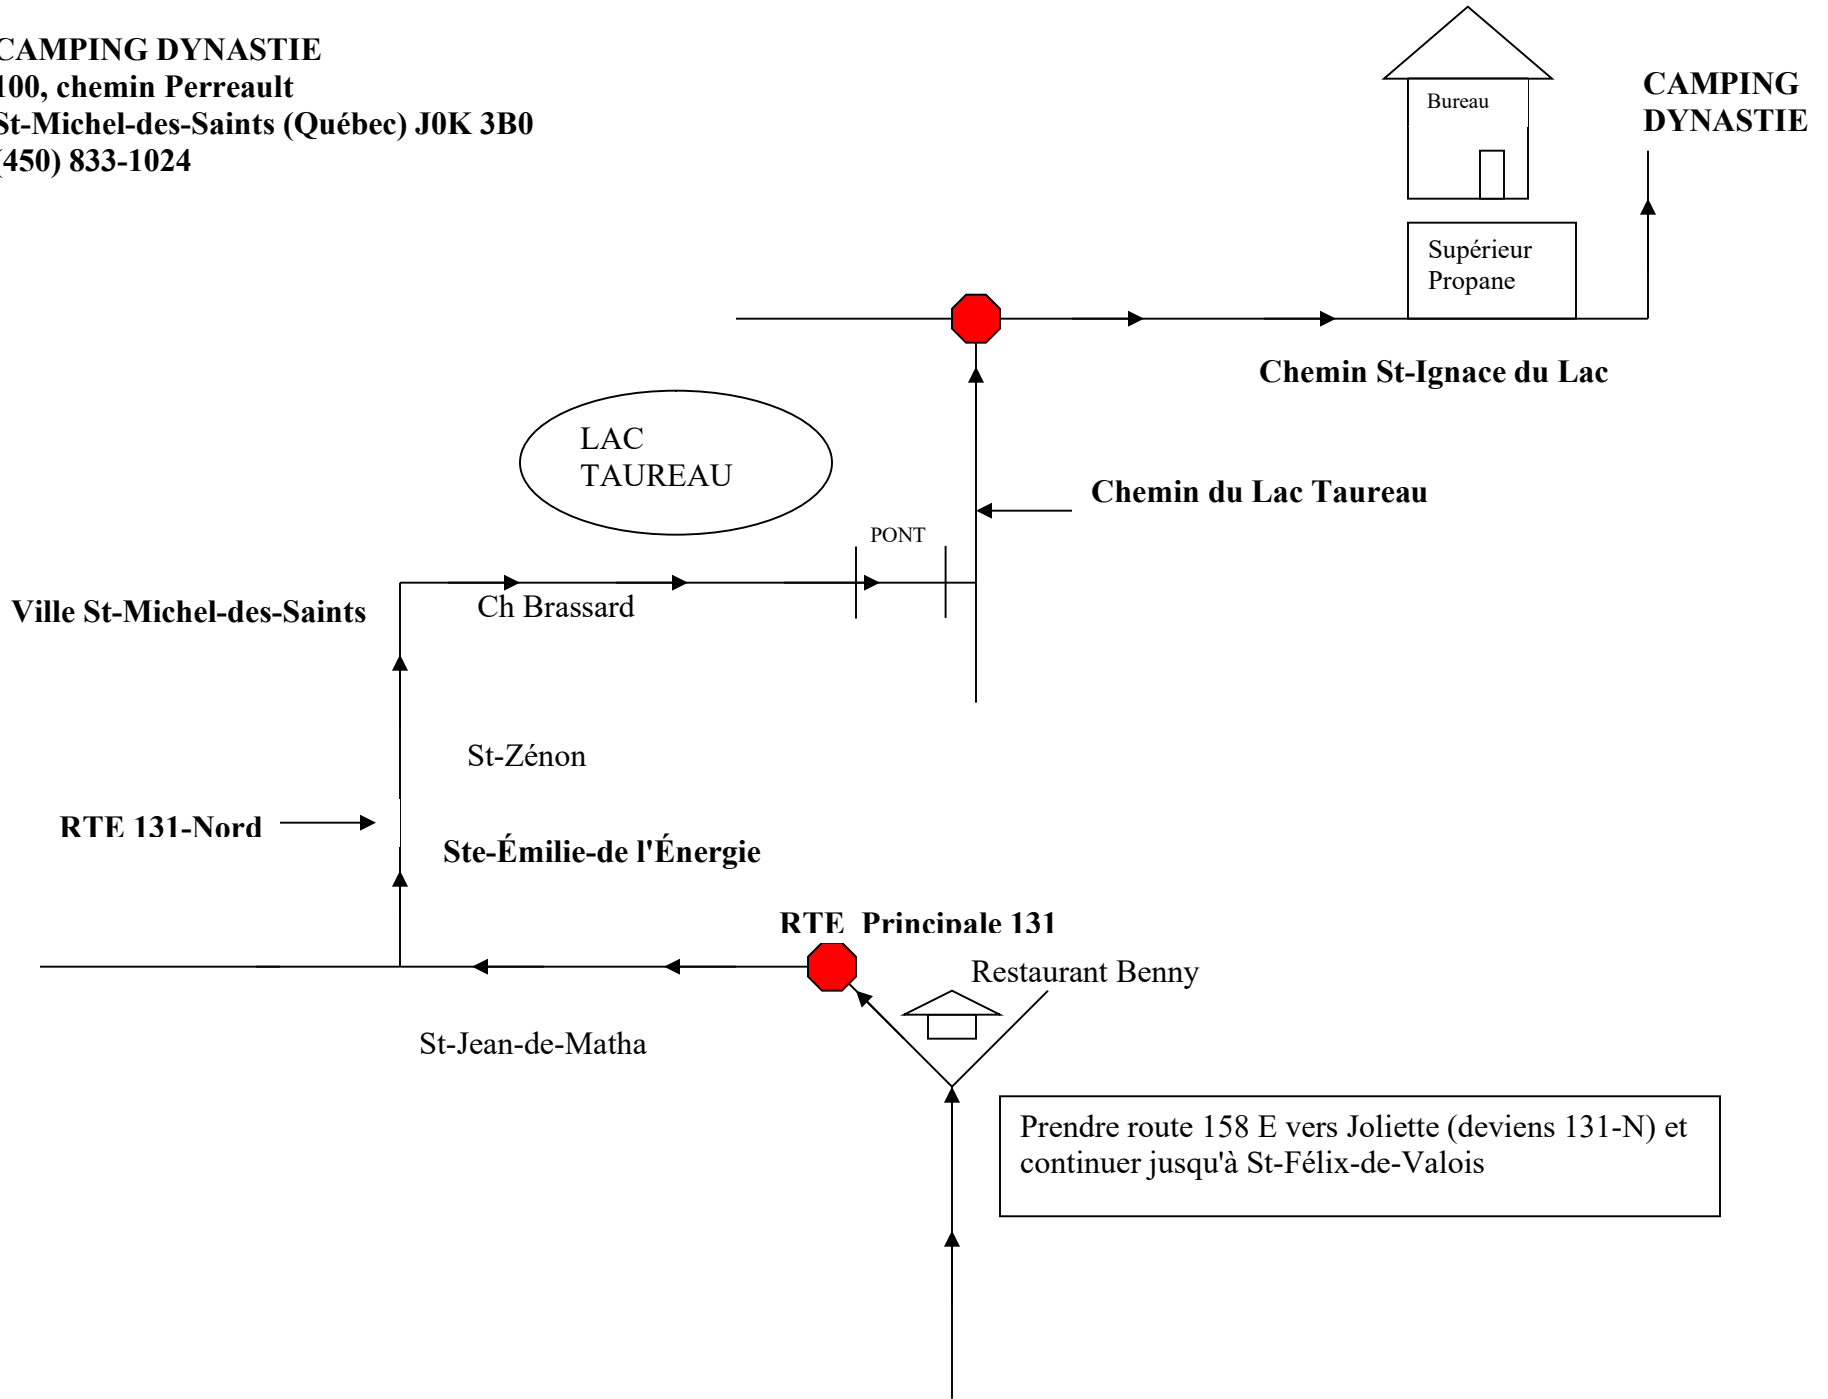 CAMPING DYNASTIE
100, chemin Perreault
St-Michel-des-Saints (Québec) J0K 3B0
(450) 833-1024
Bureau
CAMPING
DYNASTIE
Supérieur
Propane
Chemin St-Ignace du Lac
LAC
TAUREAU
Chemin du Lac Taureau
PONT
Ville St-Michel-des-Saints
Ch Brassard
St-Zénon
RTE 131-Nord
Ste-Émilie-de l'Énergie
RTE Principale 131
Restaurant Benny
St-Jean-de-Matha
Prendre route 158 E vers Joliette (deviens 131-N) et
continuer jusqu'à St-Félix-de-Valois